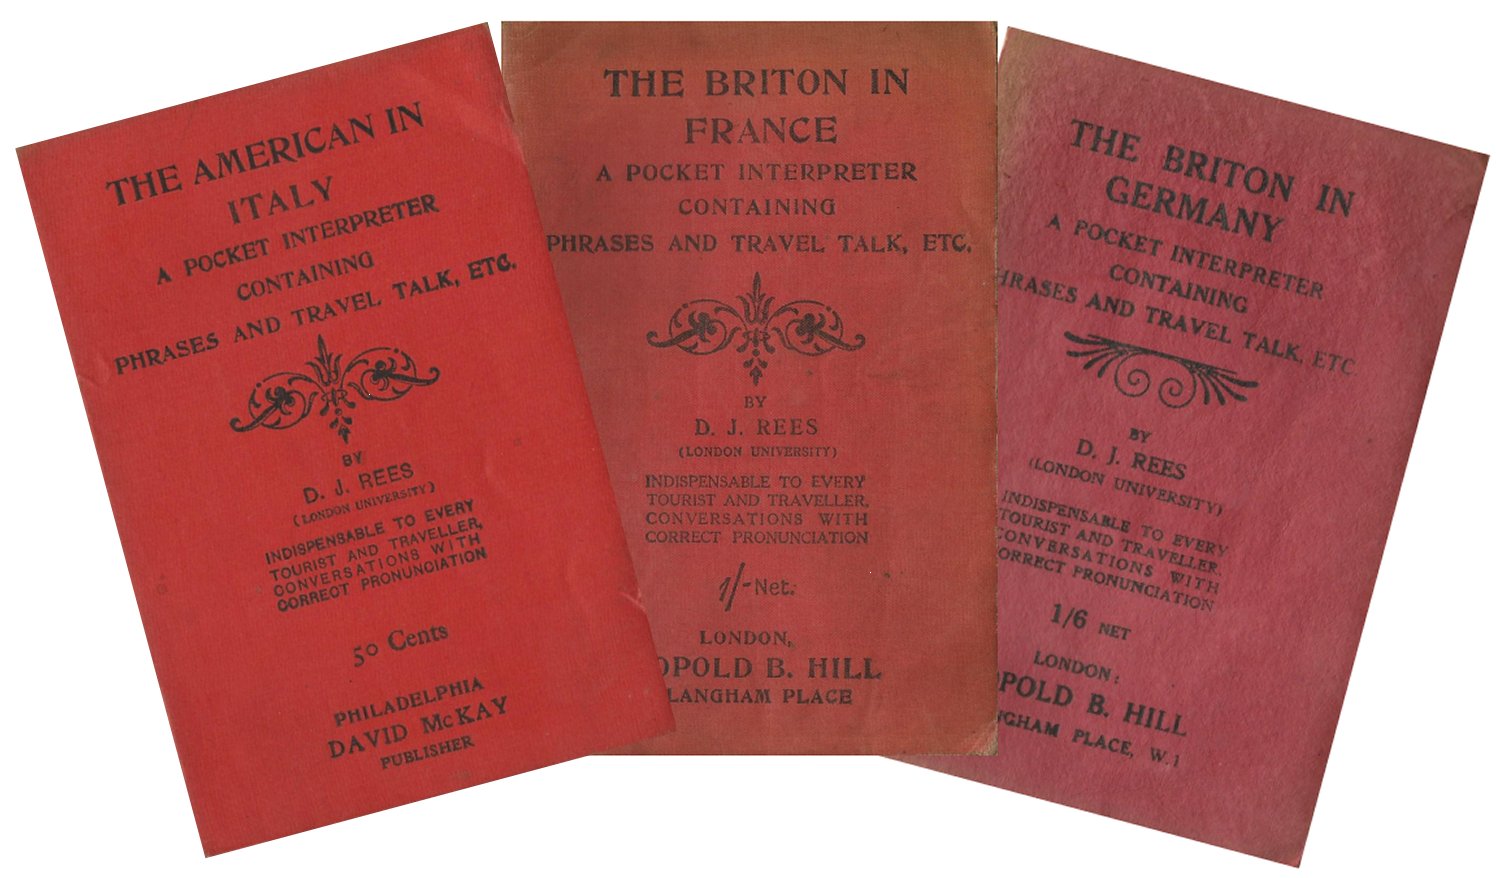 THE AMERICAN IN
ITALY
A POCKET INTERPRETER
CONTAINING
PHRASES AND TRAVEL TALK, ETC.
BY
D. J. REES
(LONDON UNIVERSITY)
INDISPENSABLE TO EVERY
TOURIST AND TRAVELLER,
CONVERSATIONS WITH
CORRECT PRONUNCIATION
50 Cents
PHILADELPHIA
DAVID McKAY
PUBLISHER
THE BRITON IN
FRANCE
A POCKET INTERPRETER
CONTAINING
PHRASES AND TRAVEL TALK, ETC.
BY
D. J. REES
(LONDON UNIVERSITY)
INDISPENSABLE TO EVERY
TOURIST AND TRAVELLER,
CONVERSATIONS WITH
CORRECT PRONUNCIATION
1/- Net.
LONDON,
OPOLD B. HILL
LANGHAM PLACE
THE BRITON IN
GERMANY
A POCKET INTERPRETER
CONTAINING
HRASES AND TRAVEL TALK, ETC
BY
D. J. REES
(LONDON UNIVERSITY)
INDISPENSABLE TO EVERY
TOURIST AND TRAVELLER,
CONVERSATIONS WITH
CORRECT PRONUNCIATION
1/6 NET
LONDON:
OPOLD B. HILL
NGHAM PLACE, W.1